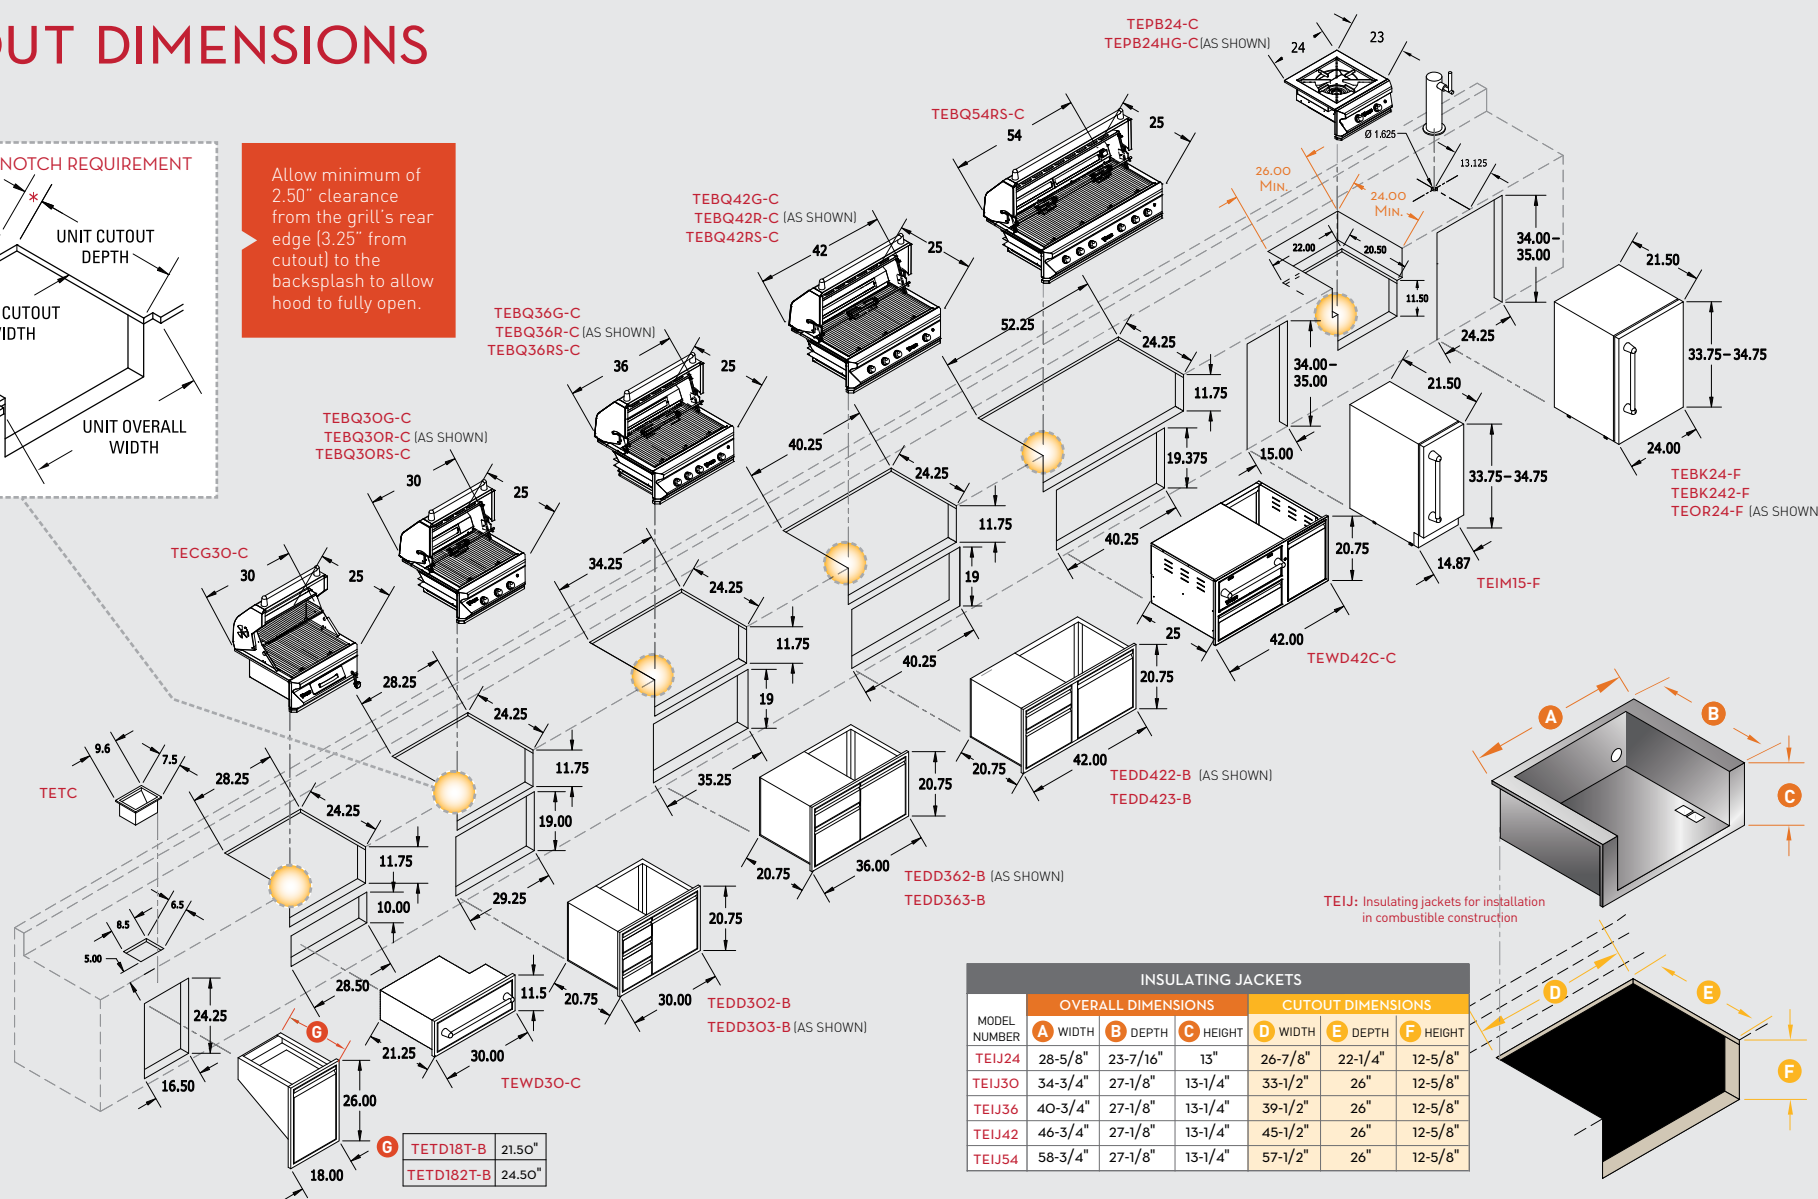 OUT DIMENSIONS
NOTCH REQUIREMENT
*
UNIT CUTOUT
DEPTH
CUTOUT
IDTH
UNIT OVERALL
WIDTH
Allow minimum of
2.50" clearance
from the grill's rear
edge (3.25" from
cutout) to the
backsplash to allow
hood to fully open.
TEPB24-C
TEPB24HG-C (AS SHOWN)
24
23
Ø 1.625
13.125
26.00
MIN.
24.00
MIN.
22.00
20.50
11.50
34.00–
35.00
24.25
21.50
33.75–34.75
24.00
TEBK24-F
TEBK242-F
TEOR24-F (AS SHOWN
TEBQ54RS-C
54
25
52.25
24.25
11.75
19.375
40.25
34.00–
35.00
15.00
21.50
33.75–34.75
14.87
TEIM15-F
TEBQ42G-C
TEBQ42R-C (AS SHOWN)
TEBQ42RS-C
42
25
40.25
24.25
11.75
19
40.25
20.75
25
42.00
TEWD42C-C
TEBQ36G-C
TEBQ36R-C (AS SHOWN)
TEBQ36RS-C
36
25
34.25
24.25
11.75
19
35.25
20.75
20.75
42.00
TEDD422-B (AS SHOWN)
TEDD423-B
TEBQ30G-C
TEBQ30R-C (AS SHOWN)
TEBQ30RS-C
30
25
28.25
24.25
11.75
19.00
29.25
20.75
20.75
36.00
TEDD362-B (AS SHOWN)
TEDD363-B
TECG30-C
30
25
28.25
24.25
11.75
10.00
28.50
20.75
20.75
30.00
TEDD302-B
TEDD303-B (AS SHOWN)
TETC
9.6
7.5
8.5
6.5
5.00
24.25
16.50
11.5
21.25
30.00
TEWD30-C
G
26.00
18.00
G
TETD18T-B 21.50"
TETD182T-B 24.50"
A
B
C
TEIJ: Insulating jackets for installation
in combustible construction
D
E
F
INSULATING JACKETS
MODEL NUMBER OVERALL DIMENSIONS CUTOUT DIMENSIONS
A WIDTH B DEPTH C HEIGHT D WIDTH E DEPTH F HEIGHT
TEIJ24 28-5/8" 23-7/16" 13" 26-7/8" 22-1/4" 12-5/8"
TEIJ30 34-3/4" 27-1/8" 13-1/4" 33-1/2" 26" 12-5/8"
TEIJ36 40-3/4" 27-1/8" 13-1/4" 39-1/2" 26" 12-5/8"
TEIJ42 46-3/4" 27-1/8" 13-1/4" 45-1/2" 26" 12-5/8"
TEIJ54 58-3/4" 27-1/8" 13-1/4" 57-1/2" 26" 12-5/8"